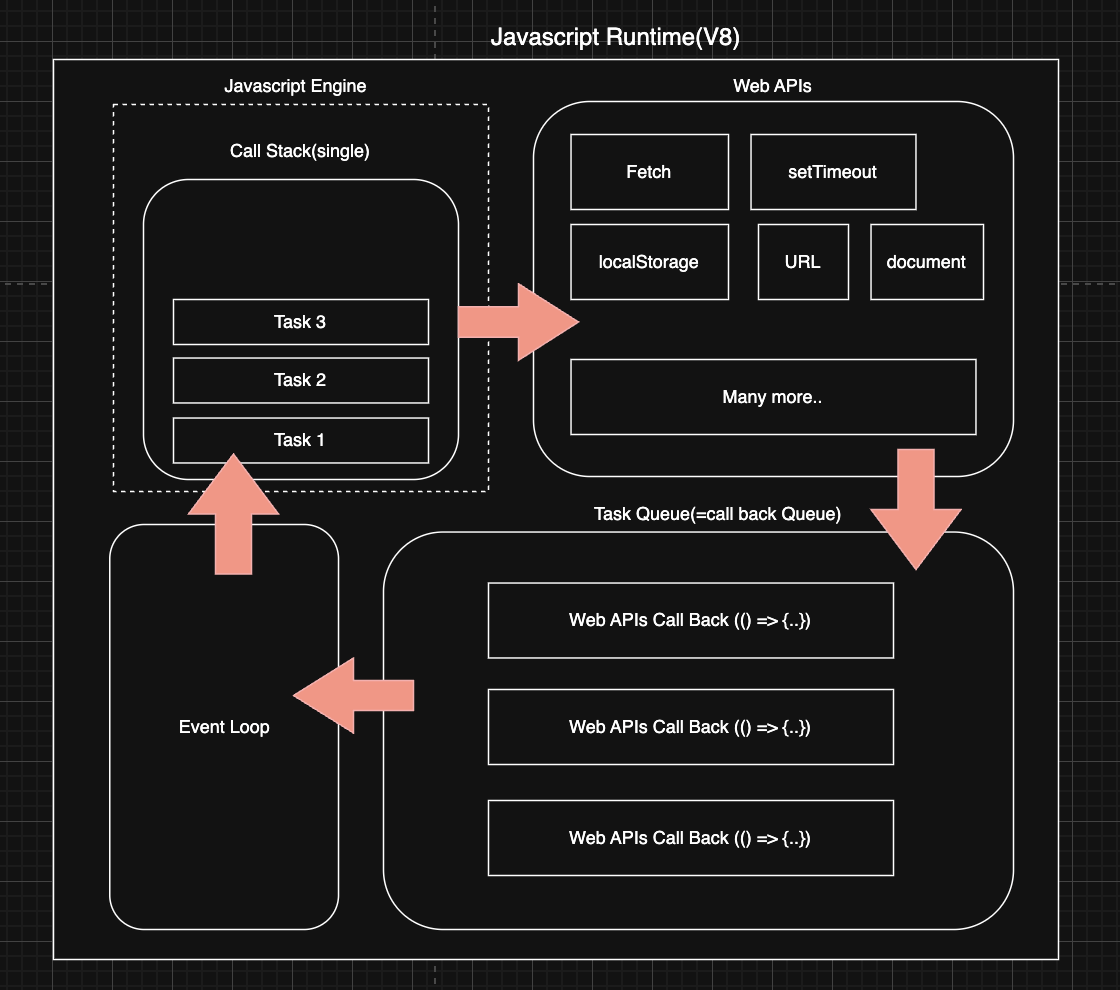 Javascript Runtime(V8)
Javascript Engine
Call Stack(single)
Task 3
Task 2
Task 1
Web APIs
Fetch
setTimeout
localStorage
URL
document
Many more..
Task Queue(=call back Queue)
Web APIs Call Back (() => {..})
Web APIs Call Back (() => {..})
Web APIs Call Back (() => {..})
Event Loop